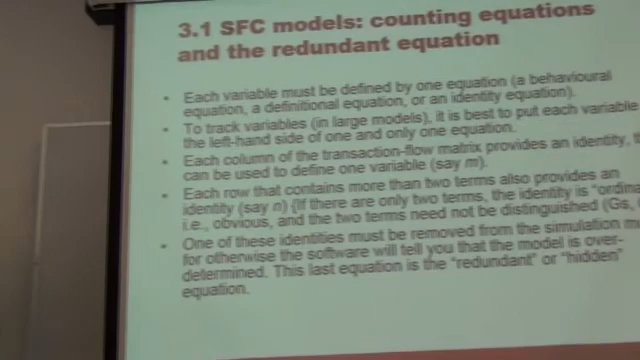 3.1 SFC models: counting equations
and the redundant equation
• Each variable must be defined by one equation (a behavioural
equation, a definitional equation, or an identity equation).
• To track variables (in large models), it is best to put each variable
the left-hand side of one and only one equation.
• Each column of the transaction-flow matrix provides an identity,
can be used to define one variable (say m).
• Each row that contains more than two terms also provides an
identity (say n) {If there are only two terms, the identity is "ordin
i.e., obvious, and the two terms need not be distinguished (Gs,
• One of these identities must be removed from the simulation
for otherwise the software will tell you that the model is over-
determined. This last equation is the "redundant" or "hidden"
equation.